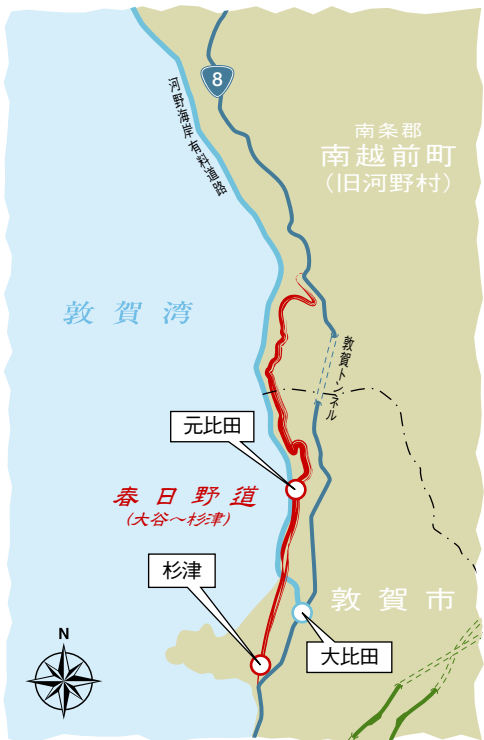 8
河野海岸有料道路
南条郡
南越前町
(旧河野村)
敦賀湾
敦賀トンネル
元比田
春日野道
(大谷～杉津)
杉津
敦賀市
大比田
N